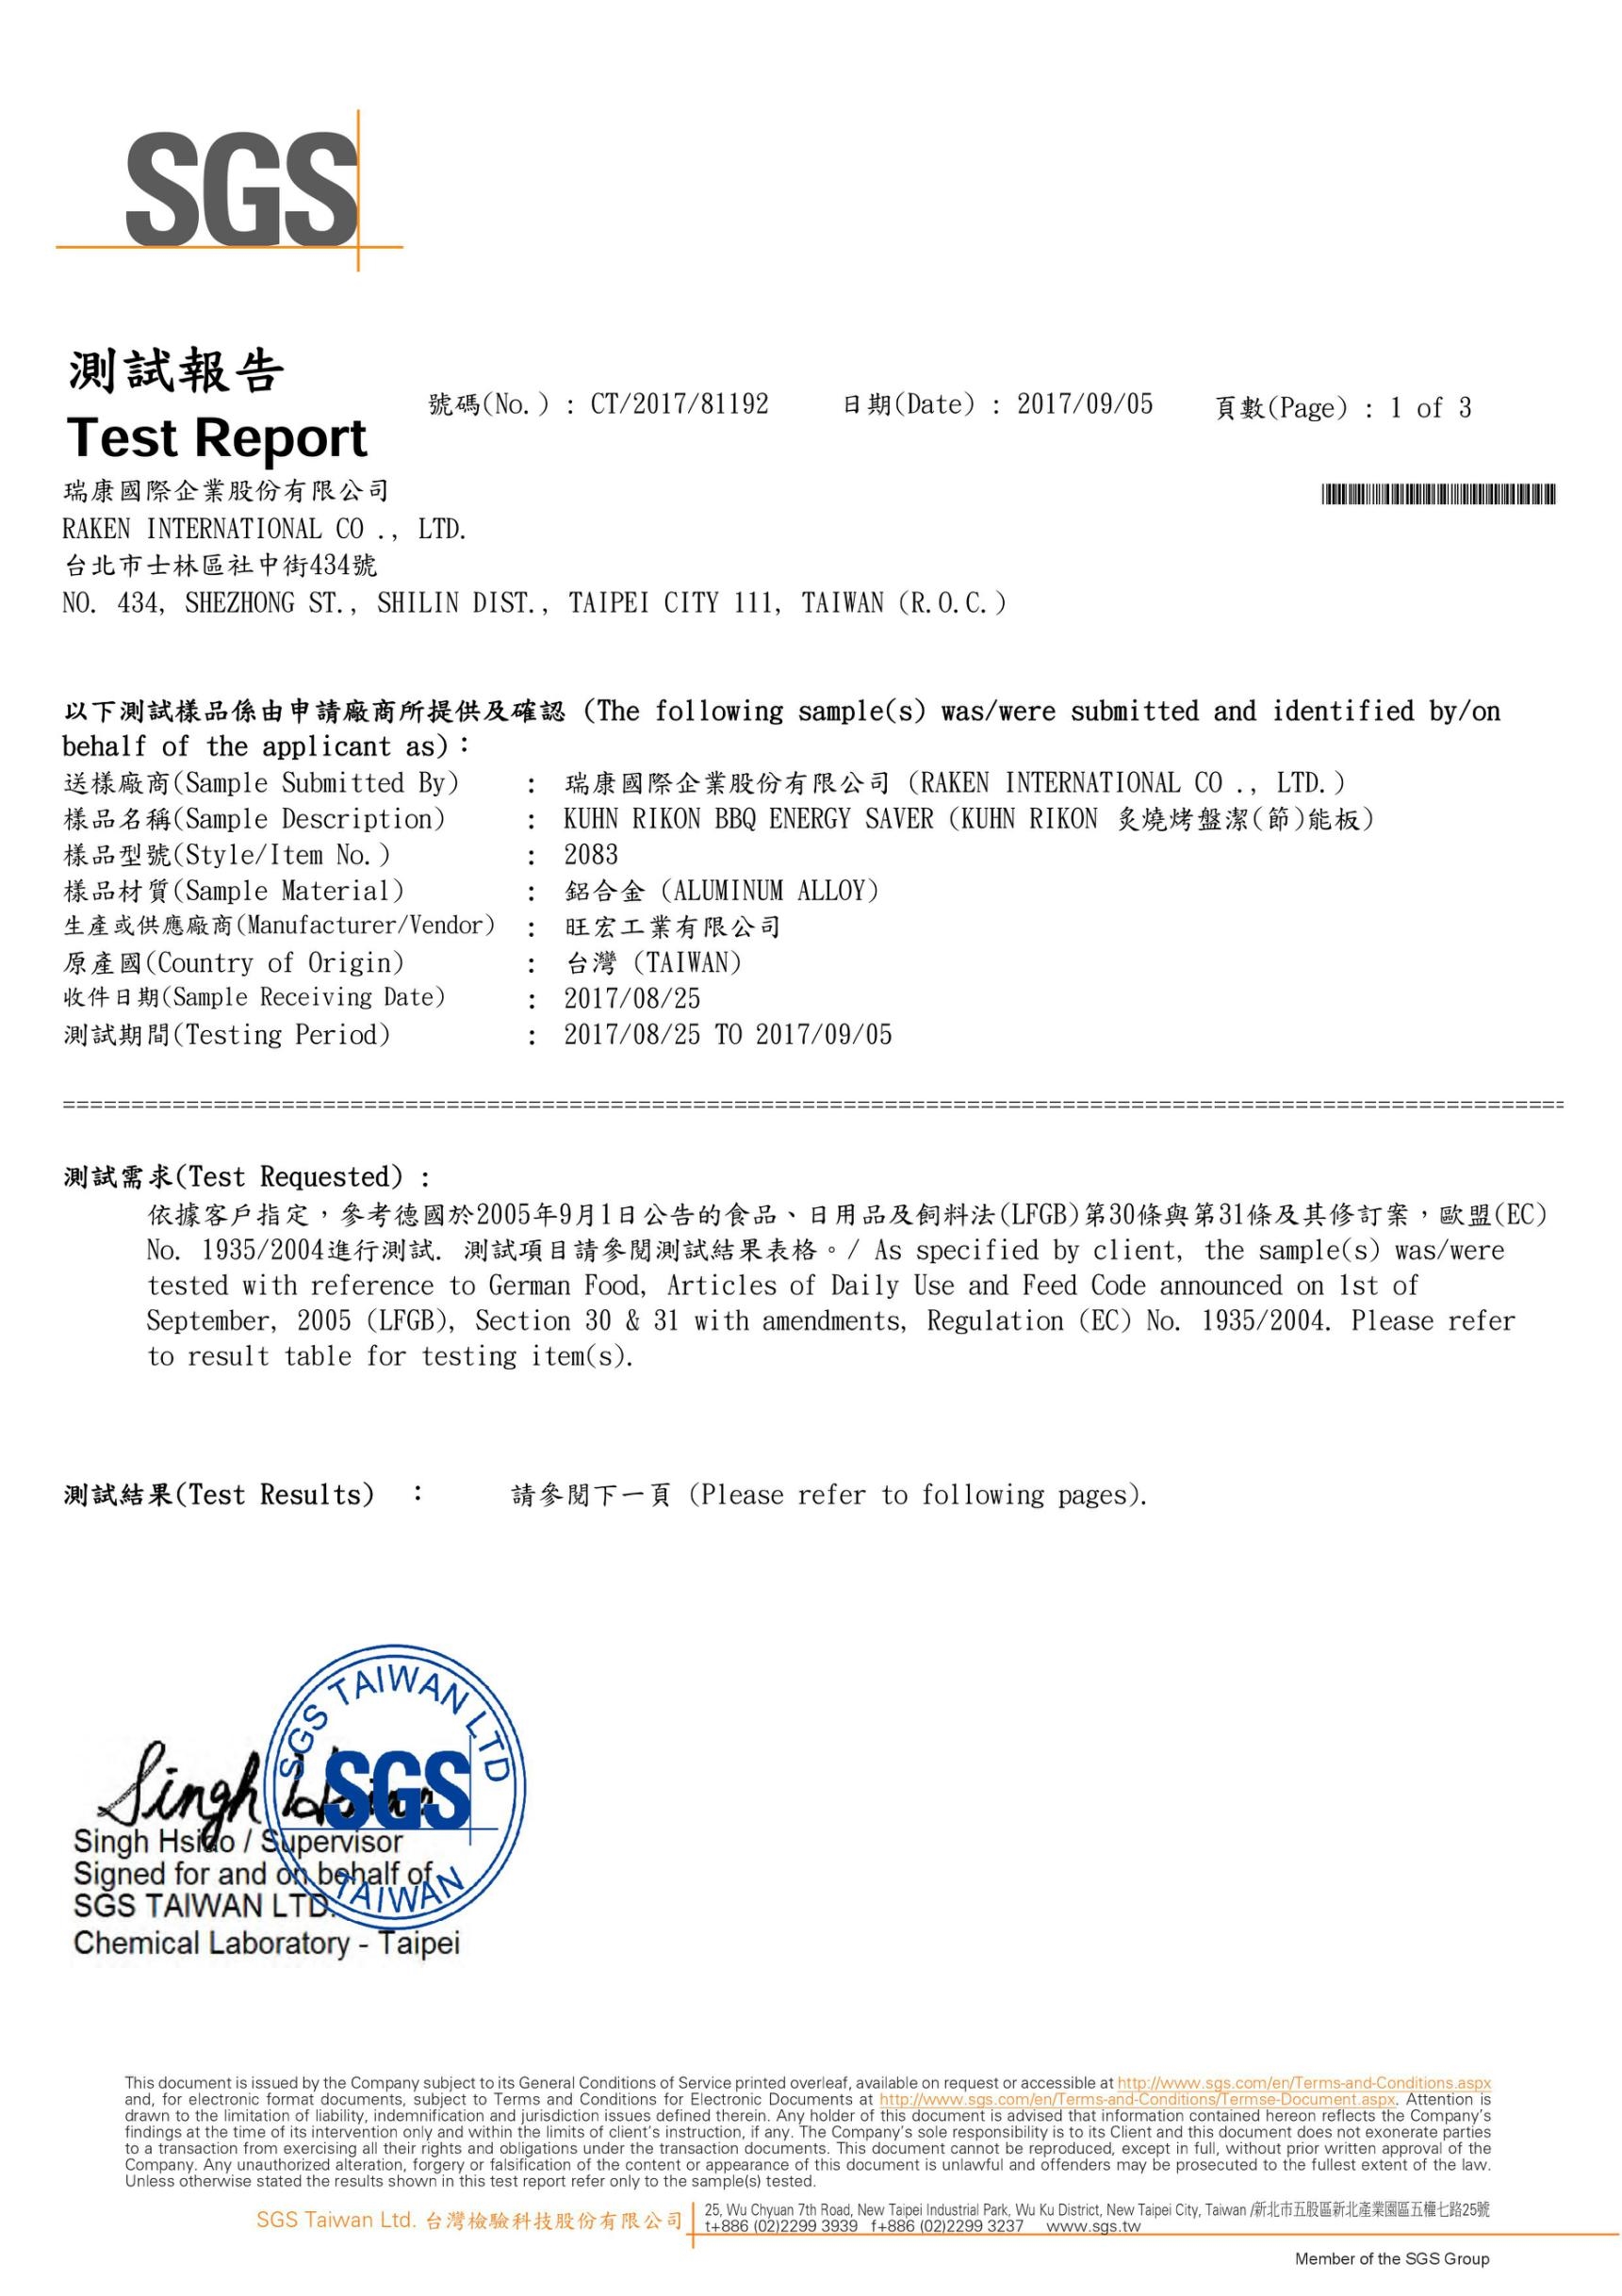 SGS
測試報告
Test Report
號碼(No.) : CT/2017/81192 日期(Date) : 2017/09/05 頁數(Page) : 1 of 3
瑞康國際企業股份有限公司
RAKEN INTERNATIONAL CO ., LTD.
台北市士林區社中街434號
NO. 434, SHEZHONG ST., SHILIN DIST., TAIPEI CITY 111, TAIWAN (R.O.C.)
以下測試樣品係由申請廠商所提供及確認 (The following sample(s) was/were submitted and identified by/on
behalf of the applicant as):
送樣廠商(Sample Submitted By) : 瑞康國際企業股份有限公司 (RAKEN INTERNATIONAL CO ., LTD.)
樣品名稱(Sample Description) : KUHN RIKON BBQ ENERGY SAVER (KUHN RIKON 炙燒烤盤潔(節)能板)
樣品型號(Style/Item No.) : 2083
樣品材質(Sample Material) : 鋁合金 (ALUMINUM ALLOY)
生產或供應廠商(Manufacturer/Vendor) : 旺宏工業有限公司
原產國(Country of Origin) : 台灣 (TAIWAN)
收件日期(Sample Receiving Date) : 2017/08/25
測試期間(Testing Period) : 2017/08/25 TO 2017/09/05
測試需求(Test Requested) :
依據客戶指定，參考德國於2005年9月1日公告的食品、日用品及飼料法(LFGB)第30條與第31條及其修訂案，歐盟(EC)
No. 1935/2004進行測試. 測試項目請參閱測試結果表格。/ As specified by client, the sample(s) was/were
tested with reference to German Food, Articles of Daily Use and Feed Code announced on 1st of
September, 2005 (LFGB), Section 30 & 31 with amendments, Regulation (EC) No. 1935/2004. Please refer
to result table for testing item(s).
測試結果(Test Results) : 請參閱下一頁 (Please refer to following pages).
SGS TAIWAN LTD
SGS
TAIWAN
Singh Hsiao
Singh Hsiao / Supervisor
Signed for and on behalf of
SGS TAIWAN LTD.
Chemical Laboratory - Taipei
This document is issued by the Company subject to its General Conditions of Service printed overleaf, available on request or accessible at http://www.sgs.com/en/Terms-and-Conditions.aspx
and, for electronic format documents, subject to Terms and Conditions for Electronic Documents at http://www.sgs.com/en/Terms-and-Conditions/Termse-Document.aspx. Attention is
drawn to the limitation of liability, indemnification and jurisdiction issues defined therein. Any holder of this document is advised that information contained hereon reflects the Company's
findings at the time of its intervention only and within the limits of client's instruction, if any. The Company's sole responsibility is to its Client and this document does not exonerate parties
to a transaction from exercising all their rights and obligations under the transaction documents. This document cannot be reproduced, except in full, without prior written approval of the
Company. Any unauthorized alteration, forgery or falsification of the content or appearance of this document is unlawful and offenders may be prosecuted to the fullest extent of the law.
Unless otherwise stated the results shown in this test report refer only to the sample(s) tested.
SGS Taiwan Ltd. 台灣檢驗科技股份有限公司
25, Wu Chyuan 7th Road, New Taipei Industrial Park, Wu Ku District, New Taipei City, Taiwan /新北市五股區新北產業園區五權七路25號
t+886 (02)2299 3939 f+886 (02)2299 3237 www.sgs.tw
Member of the SGS Group